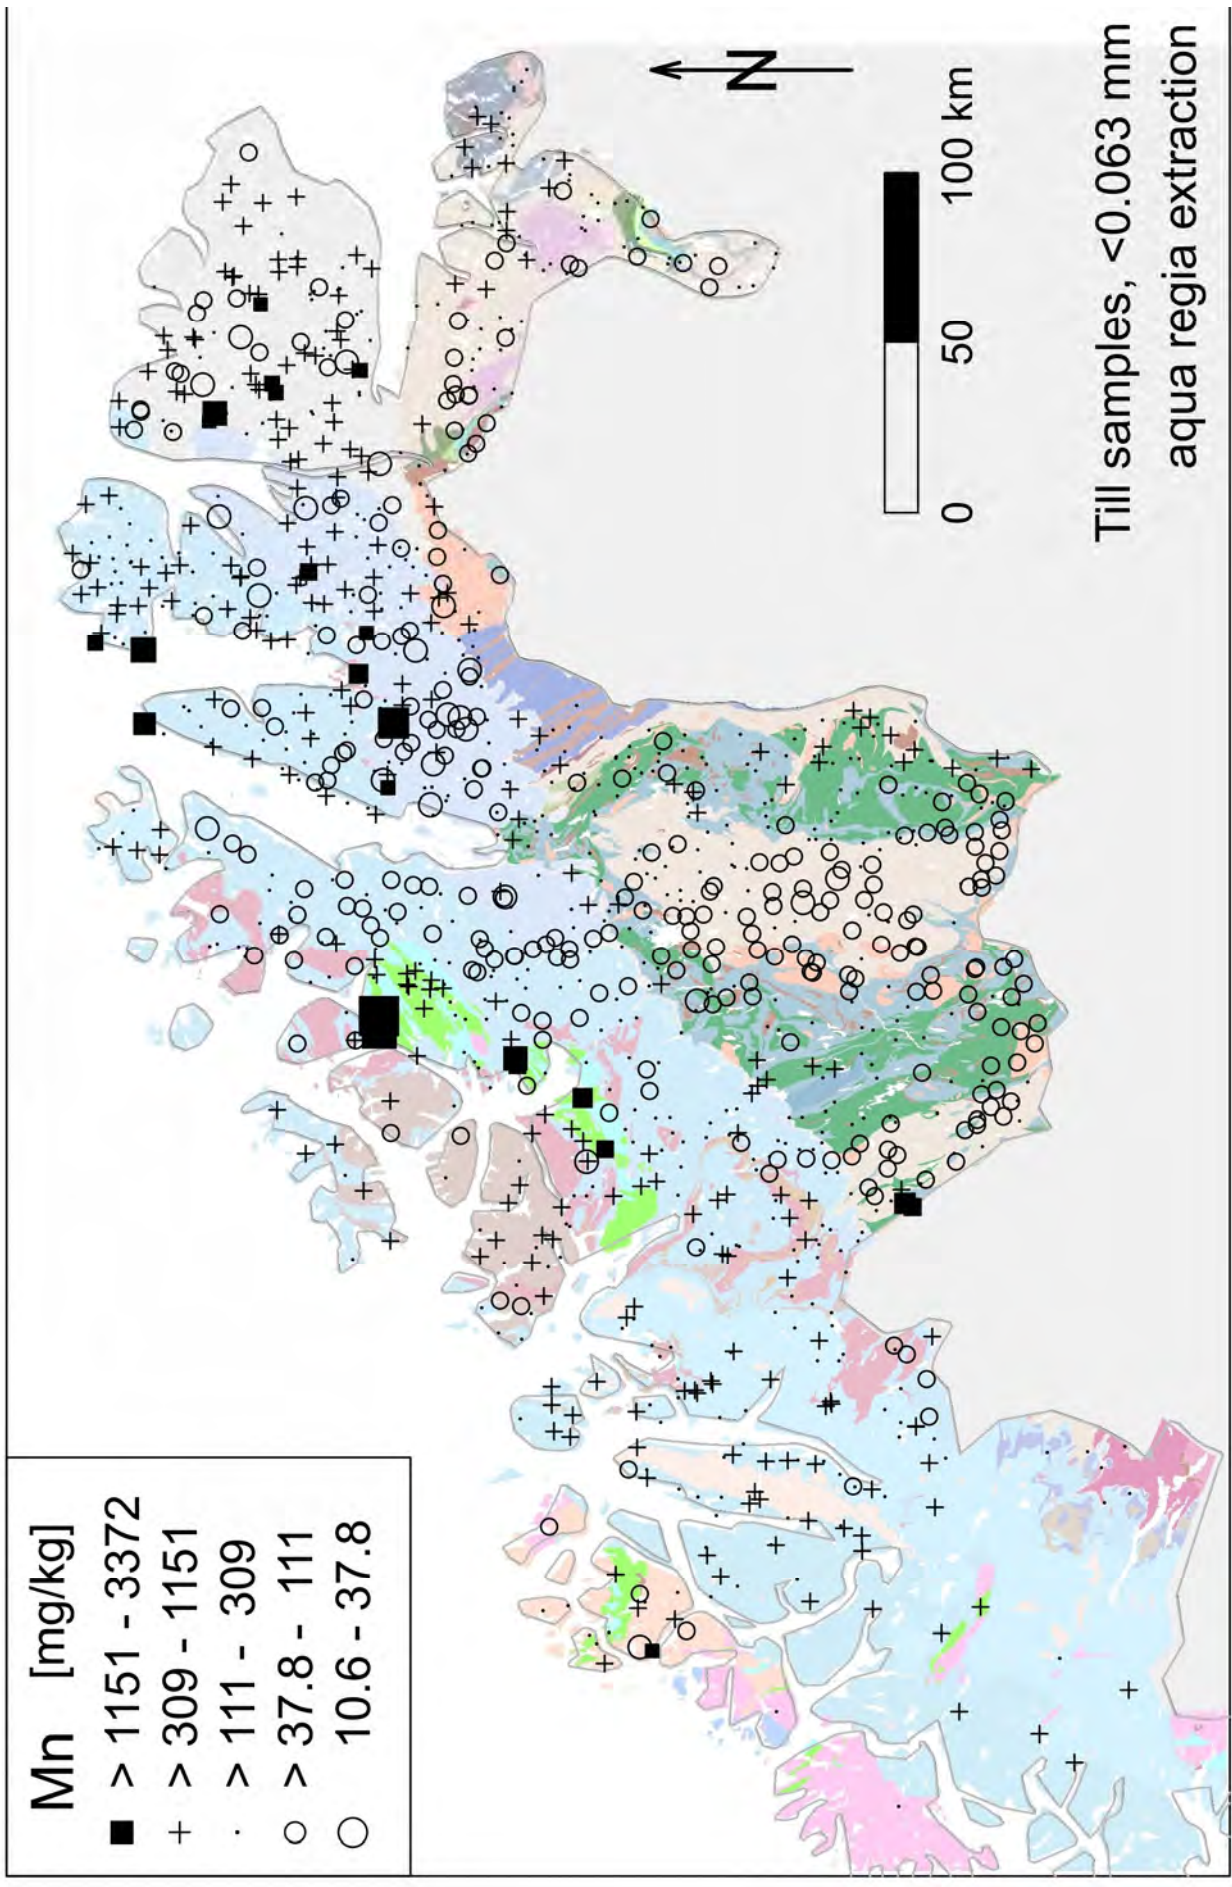 Mn [mg/kg]
> 1151 - 3372
> 309 - 1151
> 111 - 309
> 37.8 - 111
10.6 - 37.8
N
0 50 100 km
Till samples, <0.063 mm
aqua regia extraction